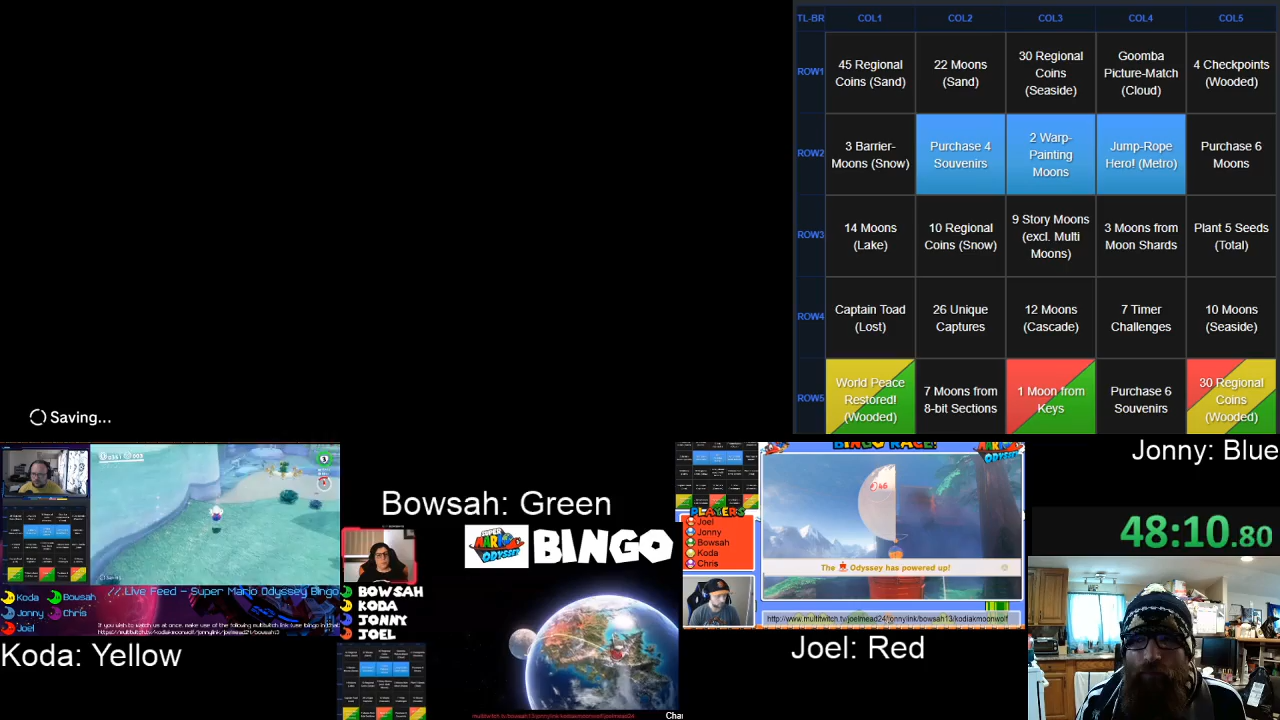 TL-BR COL1 COL2 COL3 COL4 COL5
ROW1
45 Regional
Coins (Sand)
22 Moons
(Sand)
30 Regional
Coins
(Seaside)
Goomba
Picture-Match
(Cloud)
4 Checkpoints
(Wooded)
ROW2
3 Barrier-
Moons (Snow)
Purchase 4
Souvenirs
2 Warp-
Painting
Moons
Jump-Rope
Hero! (Metro)
Purchase 6
Moons
ROW3
14 Moons
(Lake)
10 Regional
Coins (Snow)
9 Story Moons
(excl. Multi
Moons)
3 Moons from
Moon Shards
Plant 5 Seeds
(Total)
ROW4
Captain Toad
(Lost)
26 Unique
Captures
12 Moons
(Cascade)
7 Timer
Challenges
10 Moons
(Seaside)
ROW5
World Peace
Restored!
(Wooded)
7 Moons from
8-bit Sections
1 Moon from
Keys
Purchase 6
Souvenirs
30 Regional
Coins
(Wooded)
Saving...
Jonny: Blue
48:10.80
Bowsah: Green
SUPER MARIO ODYSSEY
BINGO
BOWSAH
KODA
JONNY
JOEL
Koda Bowsah
Jonny Chris
Joel
Live Feed - Super Mario Odyssey Bingo
Koda: Yellow
BINGO RACE!
PLAYERS
Joel
Jonny
Bowsah
Koda
Chris
46
The Odyssey has powered up!
Joel: Red